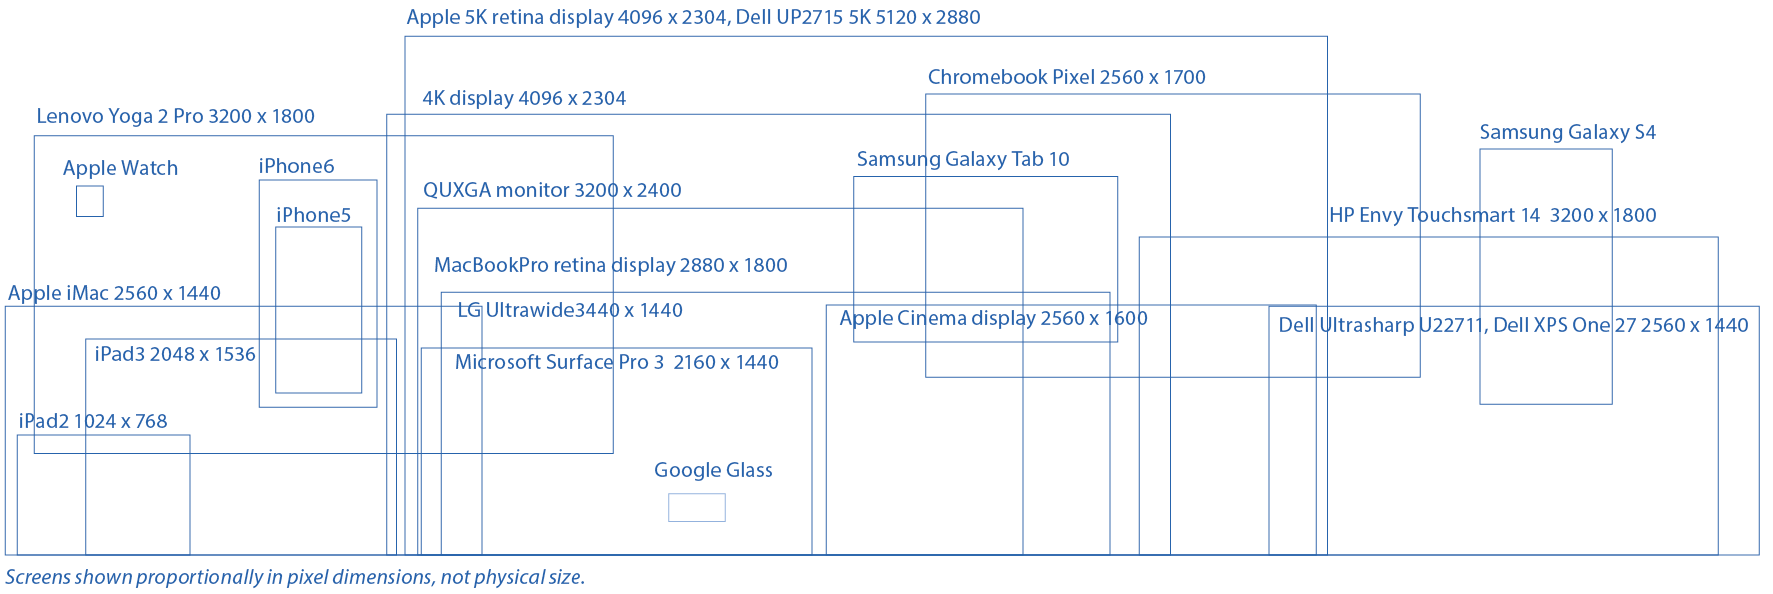 Apple 5K retina display 4096 x 2304, Dell UP2715 5K 5120 x 2880
Chromebook Pixel 2560 x 1700
4K display 4096 x 2304
Lenovo Yoga 2 Pro 3200 x 1800
Samsung Galaxy S4
Samsung Galaxy Tab 10
iPhone6
Apple Watch
QUXGA monitor 3200 x 2400
iPhone5
HP Envy Touchsmart 14  3200 x 1800
MacBookPro retina display 2880 x 1800
Apple iMac 2560 x 1440
LG Ultrawide3440 x 1440
Apple Cinema display 2560 x 1600
Dell Ultrasharp U22711, Dell XPS One 27 2560 x 1440
iPad3 2048 x 1536
Microsoft Surface Pro 3  2160 x 1440
iPad2 1024 x 768
Google Glass
Screens shown proportionally in pixel dimensions, not physical size.